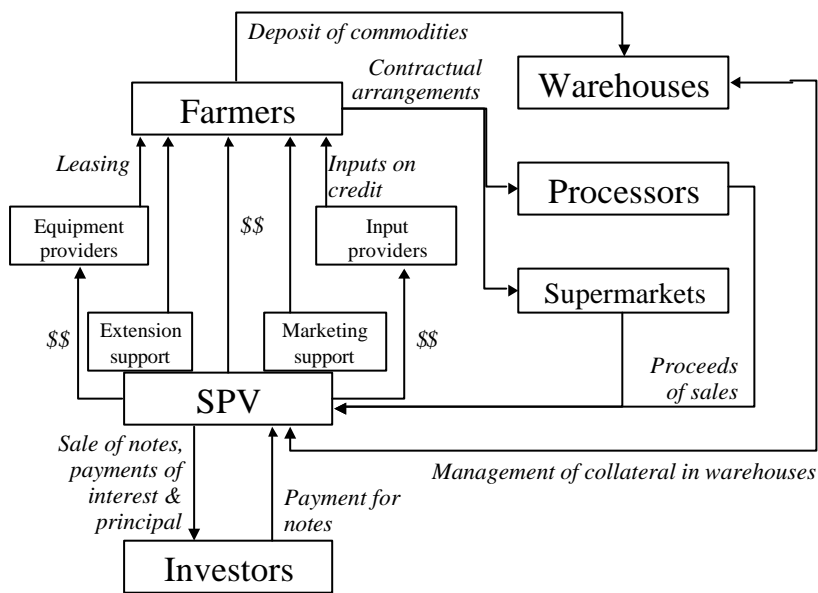 Deposit of commodities
Warehouses
Contractual
arrangements
Farmers
Leasing
Inputs on
credit
Processors
Equipment
providers
$$
Input
providers
Supermarkets
$$
Extension
support
Marketing
support
$$
Proceeds
of sales
SPV
Sale of notes,
payments of
interest &
principal
Management of collateral in warehouses
Payment for
notes
Investors